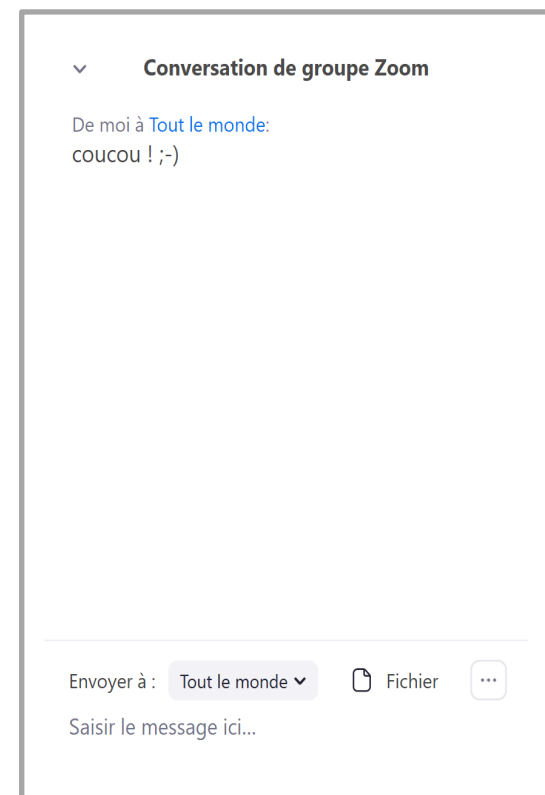 Conversation de groupe Zoom
De moi à Tout le monde:
coucou ! ;-)
Envoyer à : Tout le monde Fichier ...
Saisir le message ici...